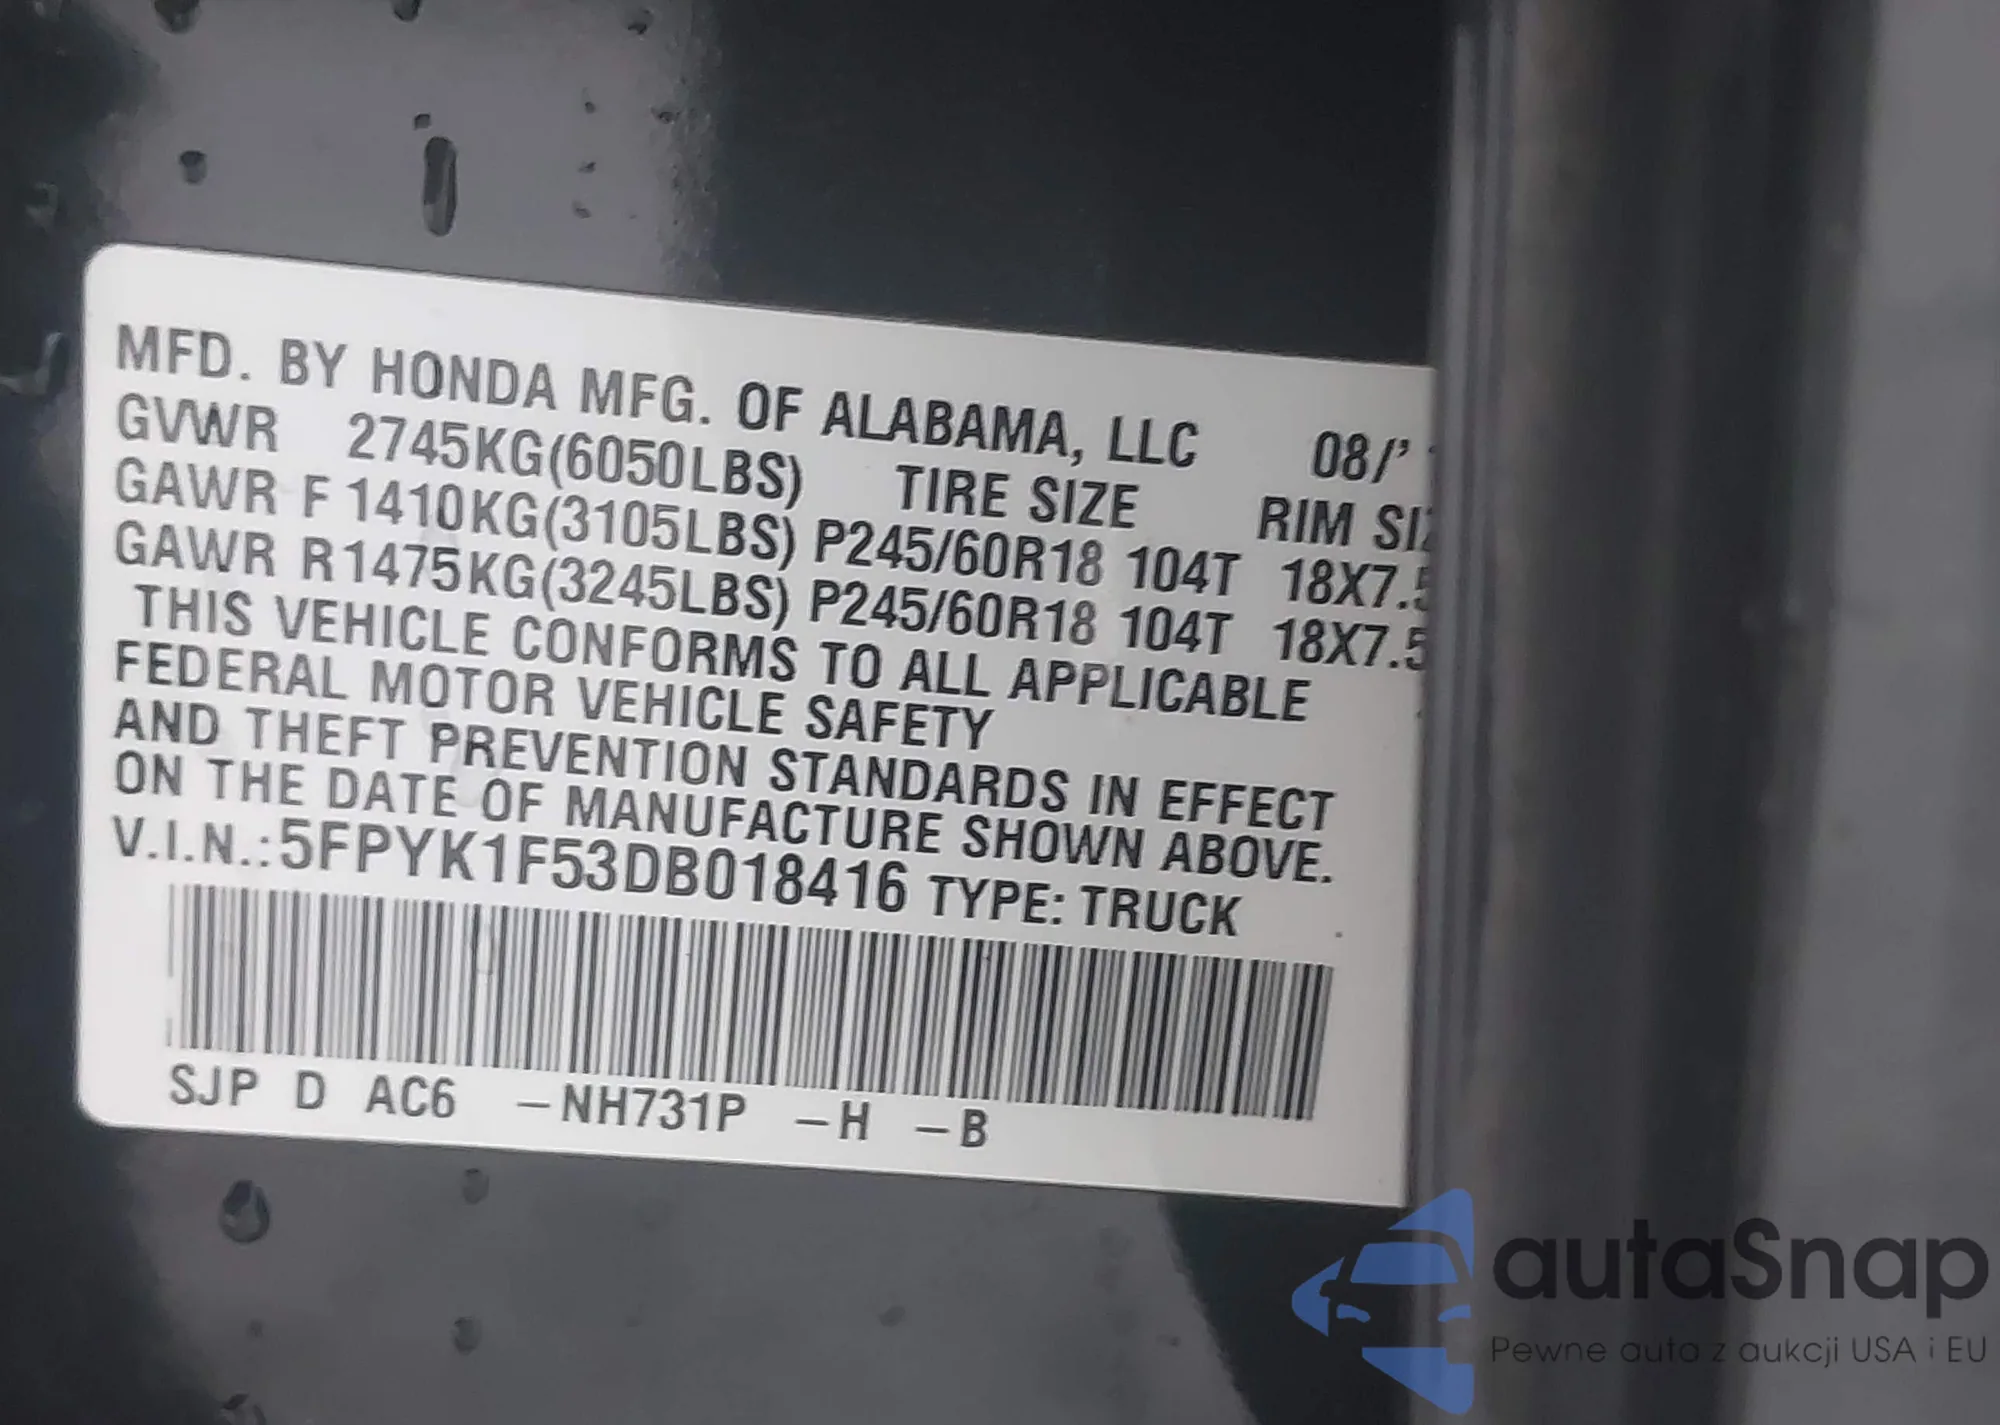 MFD. BY HONDA MFG. OF ALABAMA, LLC 08/'
GVWR 2745KG(6050LBS) TIRE SIZE RIM
GAWR F 1410KG(3105LBS) P245/60R18 104T 18X7.5
GAWR R1475KG(3245LBS) P245/60R18 104T 18X7.5
THIS VEHICLE CONFORMS TO ALL APPLICABLE
FEDERAL MOTOR VEHICLE SAFETY
AND THEFT PREVENTION STANDARDS IN EFFECT
ON THE DATE OF MANUFACTURE SHOWN ABOVE.
V.I.N.:5FPYK1F53DB018416 TYPE: TRUCK
SJP D AC6 -NH731P -H -B
autaSnap
Pewne auta z aukcji USA i EU